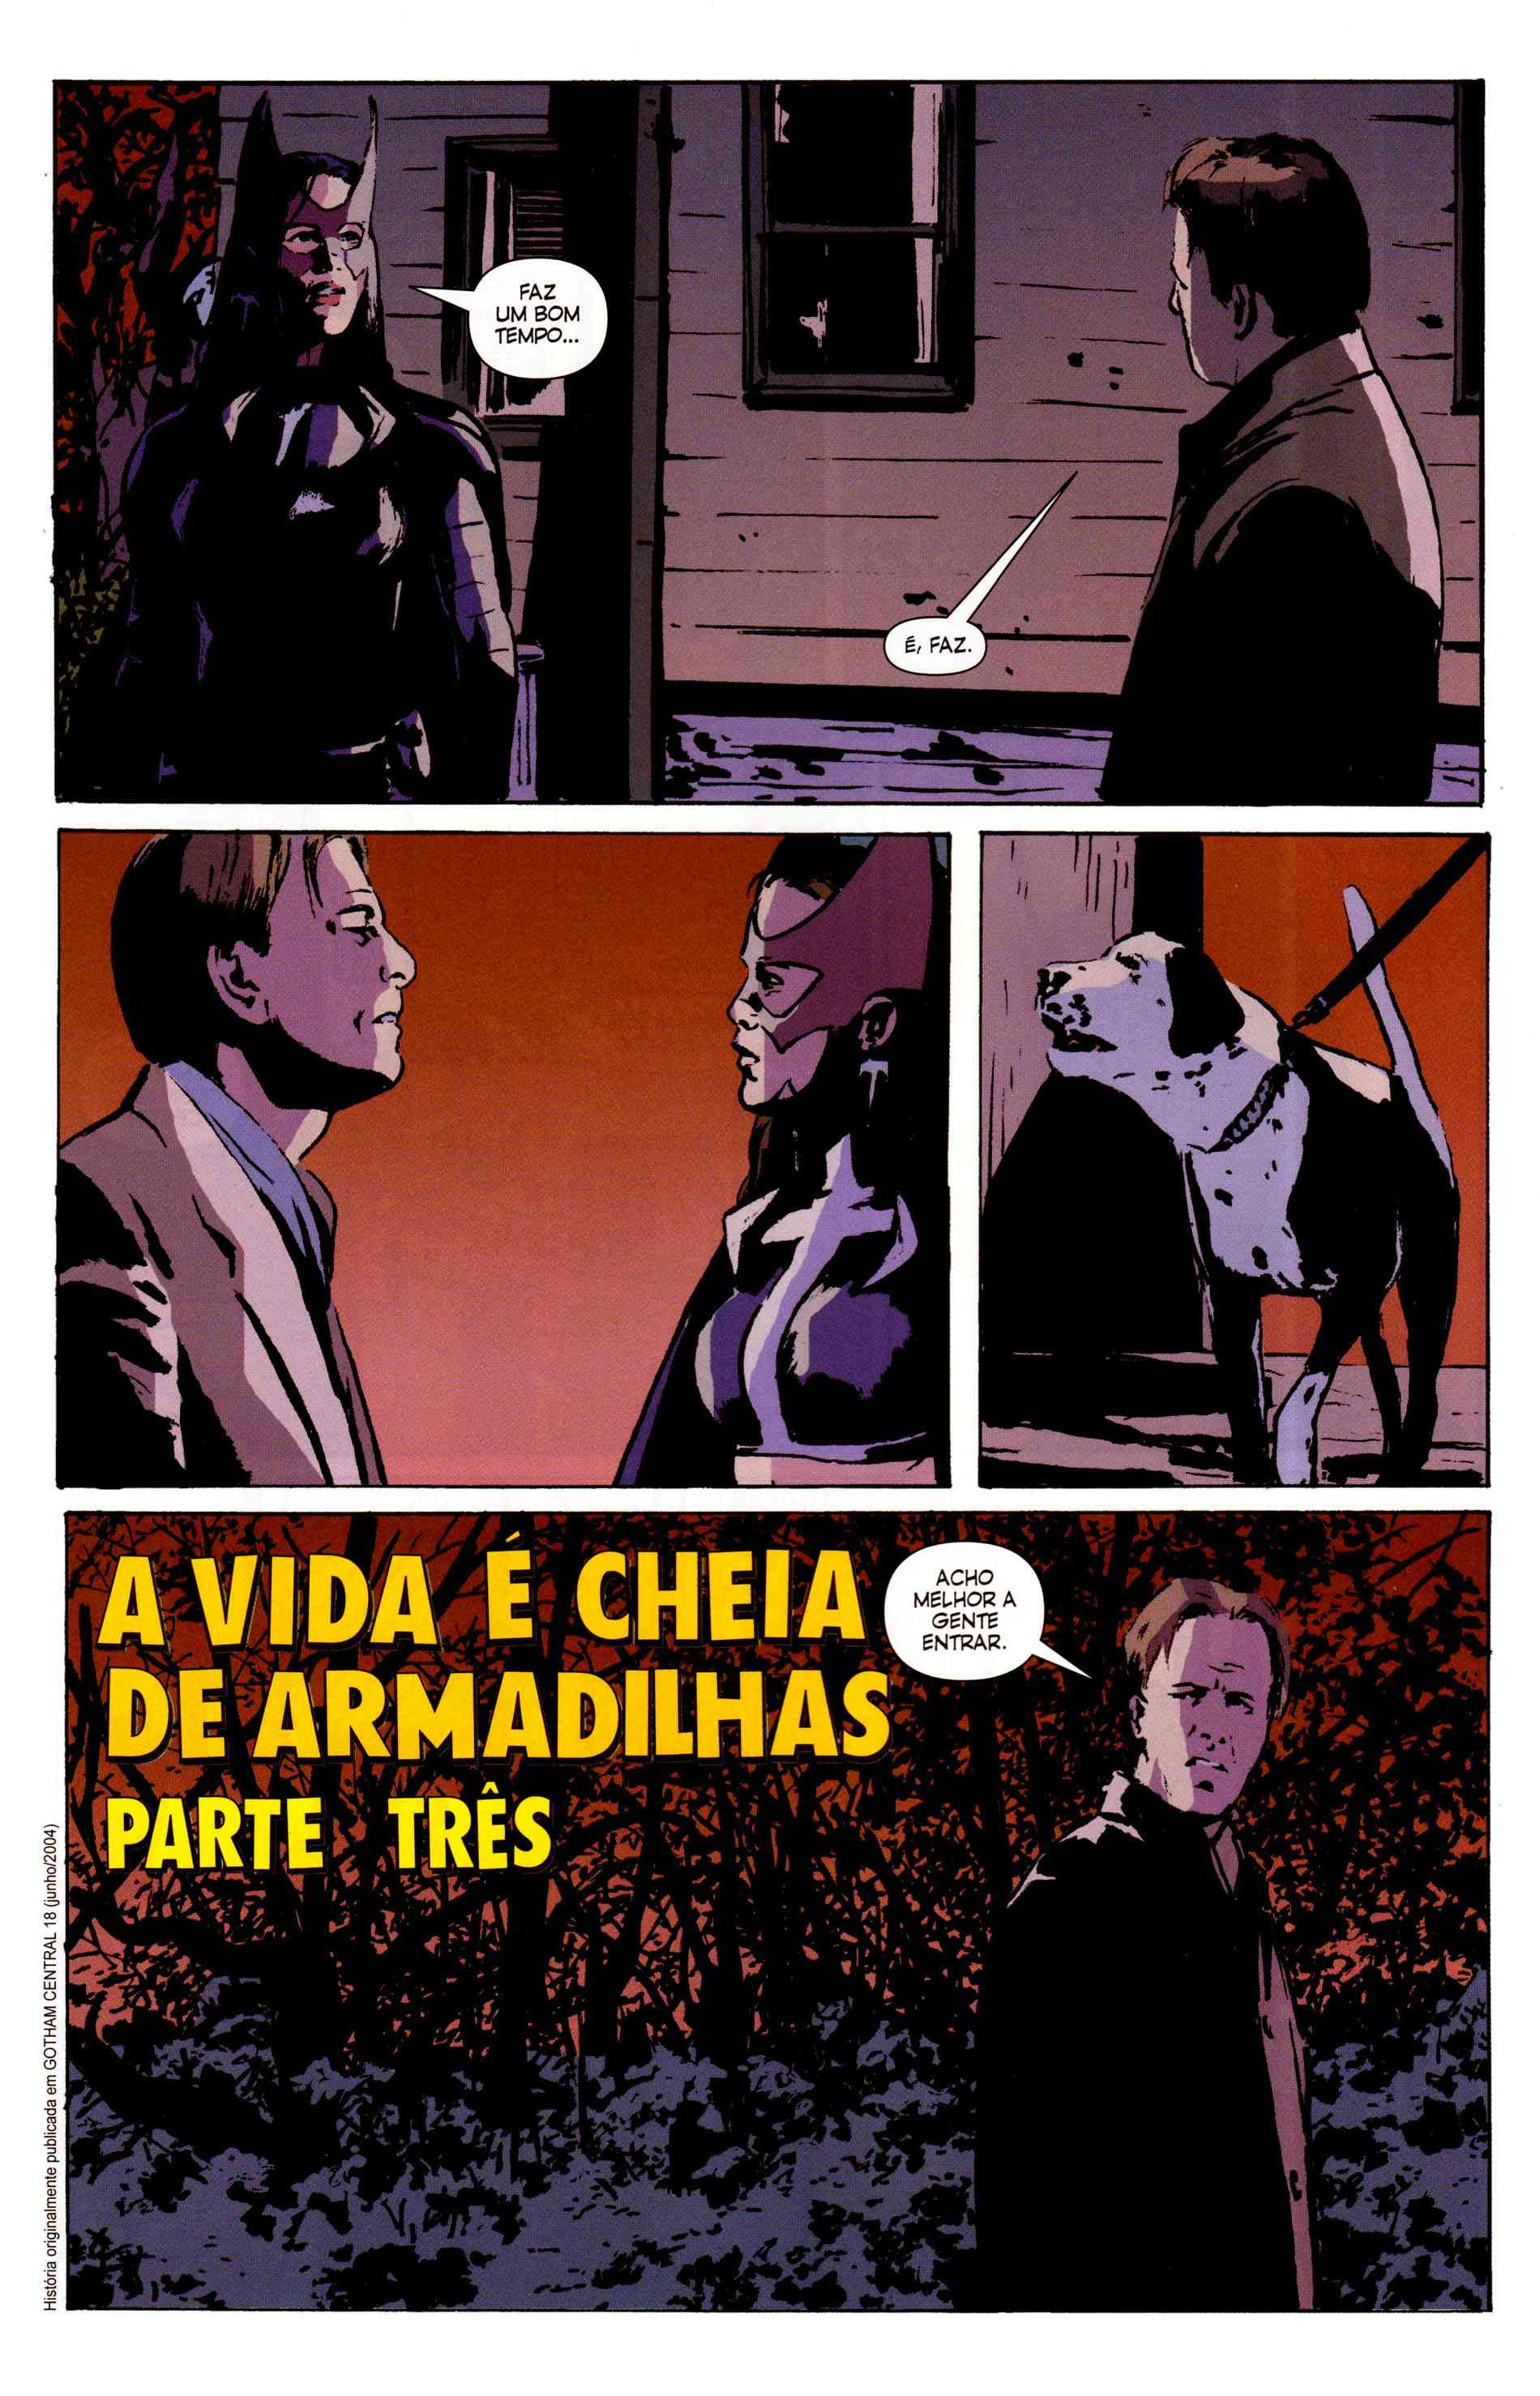 FAZ
UM BOM
TEMPO...
É, FAZ.
A VIDA É CHEIA
DE ARMADILHAS
PARTE TRÊS
ACHO
MELHOR A
GENTE
ENTRAR.
História originalmente publicada em GOTHAM CENTRAL 18 (junho/2004)